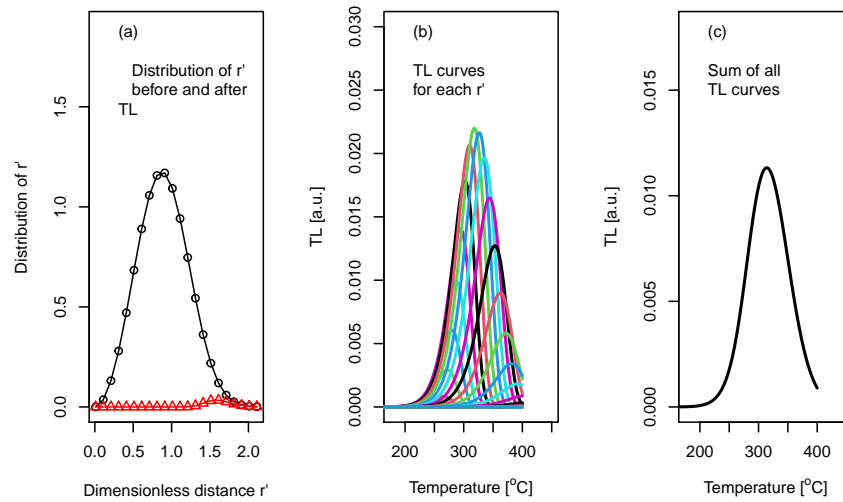 (a)
Distribution of r'
before and after
TL
Distribution of r'
0.0 0.5 1.0 1.5
0.0 0.5 1.0 1.5 2.0
Dimensionless distance r'
(b)
TL curves
for each r'
TL [a.u.]
0.000 0.005 0.010 0.015 0.020 0.025 0.030
200 300 400
Temperature [°C]
(c)
Sum of all
TL curves
TL [a.u.]
0.000 0.005 0.010 0.015
200 300 400
Temperature [°C]